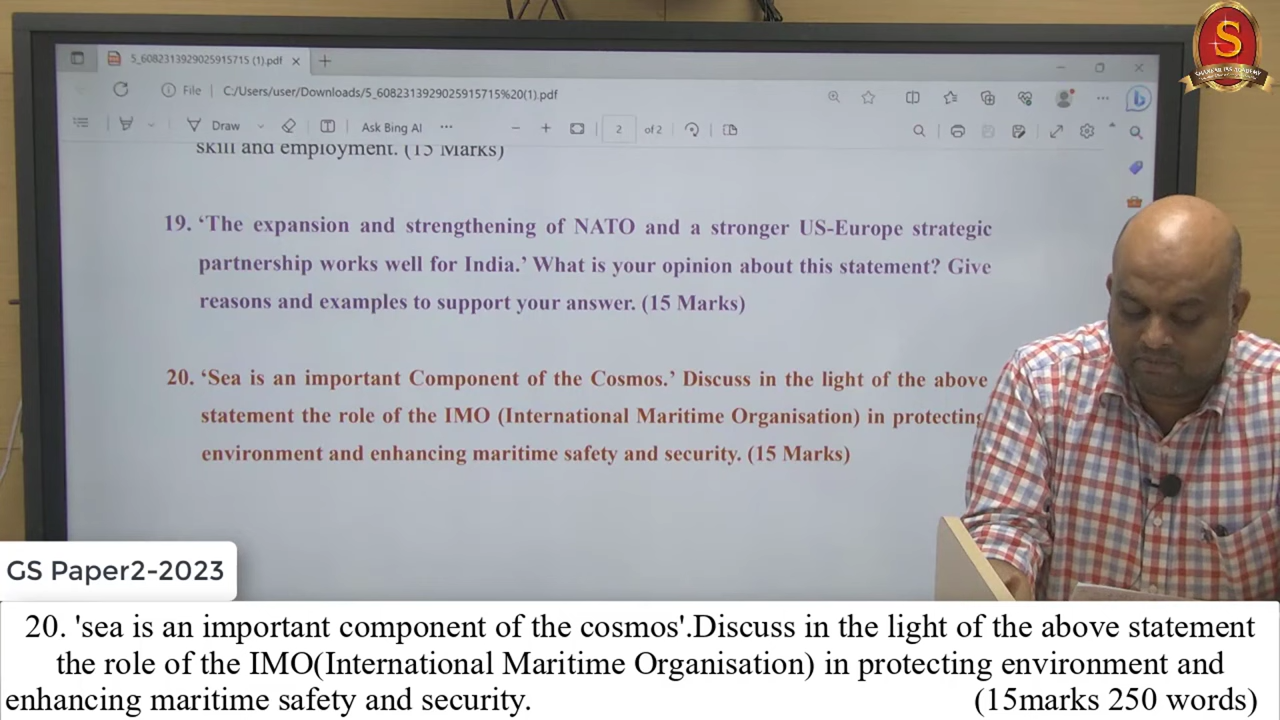 5_6082313929025915715 (1).pdf
File C:/Users/user/Downloads/5_6082313929025915715%20(1).pdf
Draw Ask Bing AI 2 of 2
skill and employment. (15 Marks)
19. ‘The expansion and strengthening of NATO and a stronger US-Europe strategic
partnership works well for India.’ What is your opinion about this statement? Give
reasons and examples to support your answer. (15 Marks)
20. ‘Sea is an important Component of the Cosmos.’ Discuss in the light of the above
statement the role of the IMO (International Maritime Organisation) in protecting
environment and enhancing maritime safety and security. (15 Marks)
S
SHANKAR IAS ACADEMY
GS Paper2-2023
20. 'sea is an important component of the cosmos'.Discuss in the light of the above statement
the role of the IMO(International Maritime Organisation) in protecting environment and
enhancing maritime safety and security. (15marks 250 words)